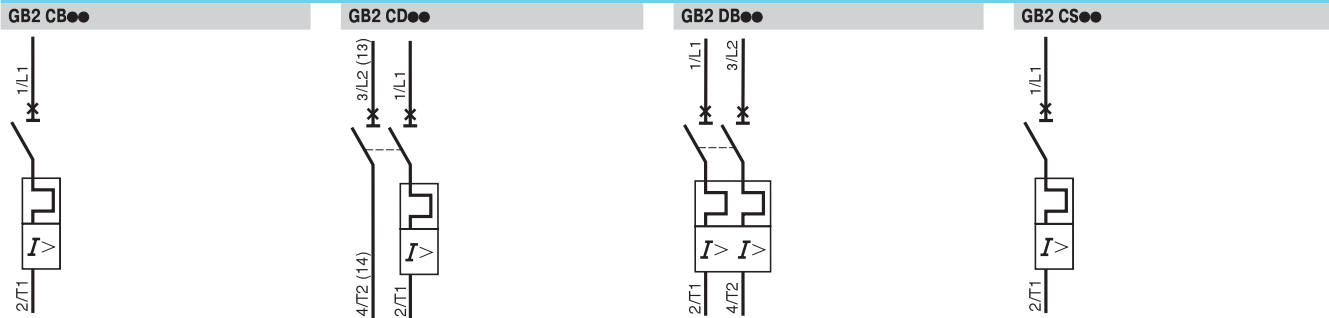 GB2 CB●●
GB2 CD●●
GB2 DB●●
GB2 CS●●
1/L1
3/L2 (13)
1/L1
1/L1
3/L2
1/L1
I>
I>
I> I>
I>
2/T1
4/T2 (14)
2/T1
2/T1
4/T2
2/T1